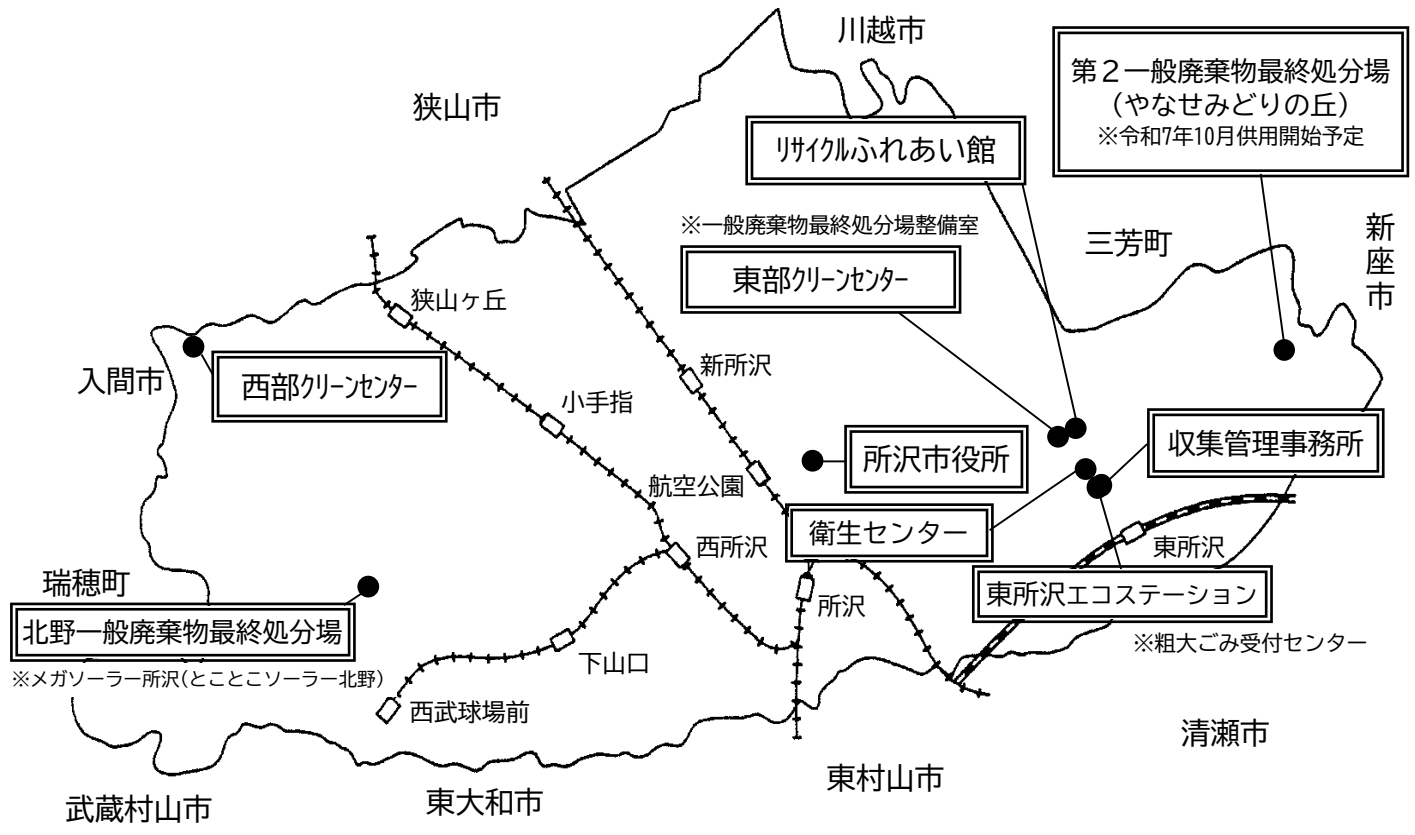 川越市
第２一般廃棄物最終処分場
（やなせみどりの丘）
※令和7年10月供用開始予定
狭山市
ﾘｻｲｸﾙふれあい館
※一般廃棄物最終処分場整備室
三芳町
新座市
東部ｸﾘｰﾝｾﾝﾀｰ
狭山ヶ丘
入間市
西部ｸﾘｰﾝｾﾝﾀｰ
新所沢
小手指
所沢市役所
収集管理事務所
航空公園
衛生センター
西所沢
東所沢
瑞穂町
所沢
東所沢エコステーション
北野一般廃棄物最終処分場
※粗大ごみ受付センター
※メガソーラー所沢(とことこソーラー北野)
下山口
西武球場前
清瀬市
東村山市
武蔵村山市
東大和市